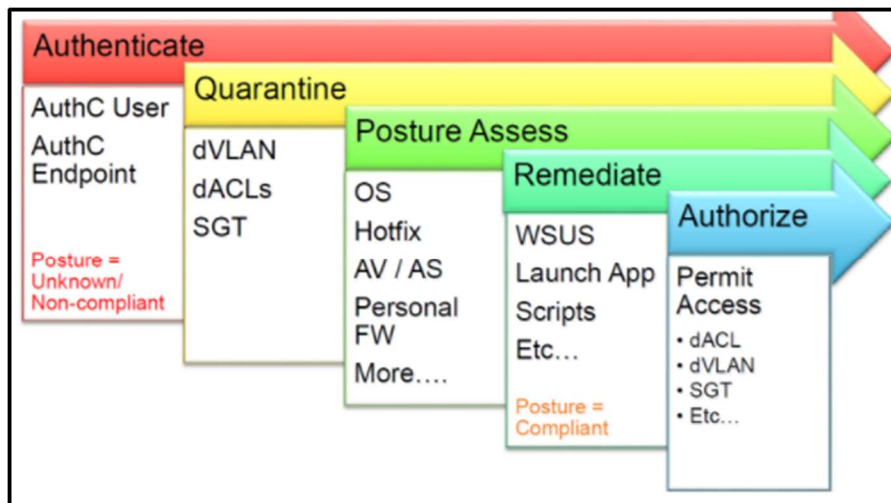 Authenticate
AuthC User
AuthC
Endpoint
Posture =
Unknown/
Non-compliant
Quarantine
dVLAN
dACLs
SGT
Posture Assess
OS
Hotfix
AV / AS
Personal
FW
More....
Remediate
WSUS
Launch App
Scripts
Etc...
Posture =
Compliant
Authorize
Permit
Access
• dACL
• dVLAN
• SGT
• Etc...